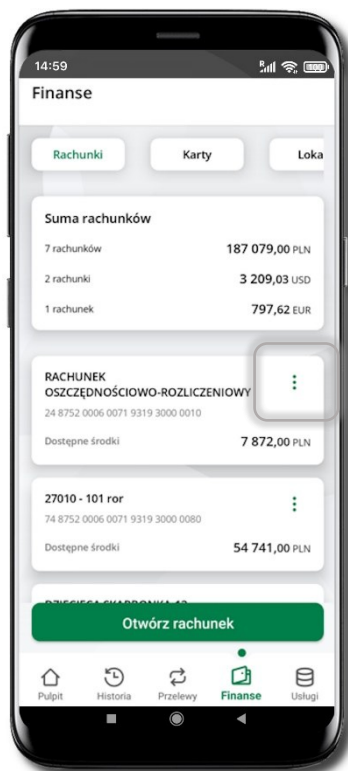 14:59
Finanse
Rachunki Karty Loka
Suma rachunków
7 rachunków 187 079,00 PLN
2 rachunki 3 209,03 USD
1 rachunek 797,62 EUR
RACHUNEK
OSZCZĘDNOŚCIOWO-ROZLICZENIOWY
24 8752 0006 0071 9319 3000 0010
Dostępne środki 7 872,00 PLN
27010 - 101 ror
74 8752 0006 0071 9319 3000 0080
Dostępne środki 54 741,00 PLN
Otwórz rachunek
Pulpit Historia Przelewy Finanse Usługi